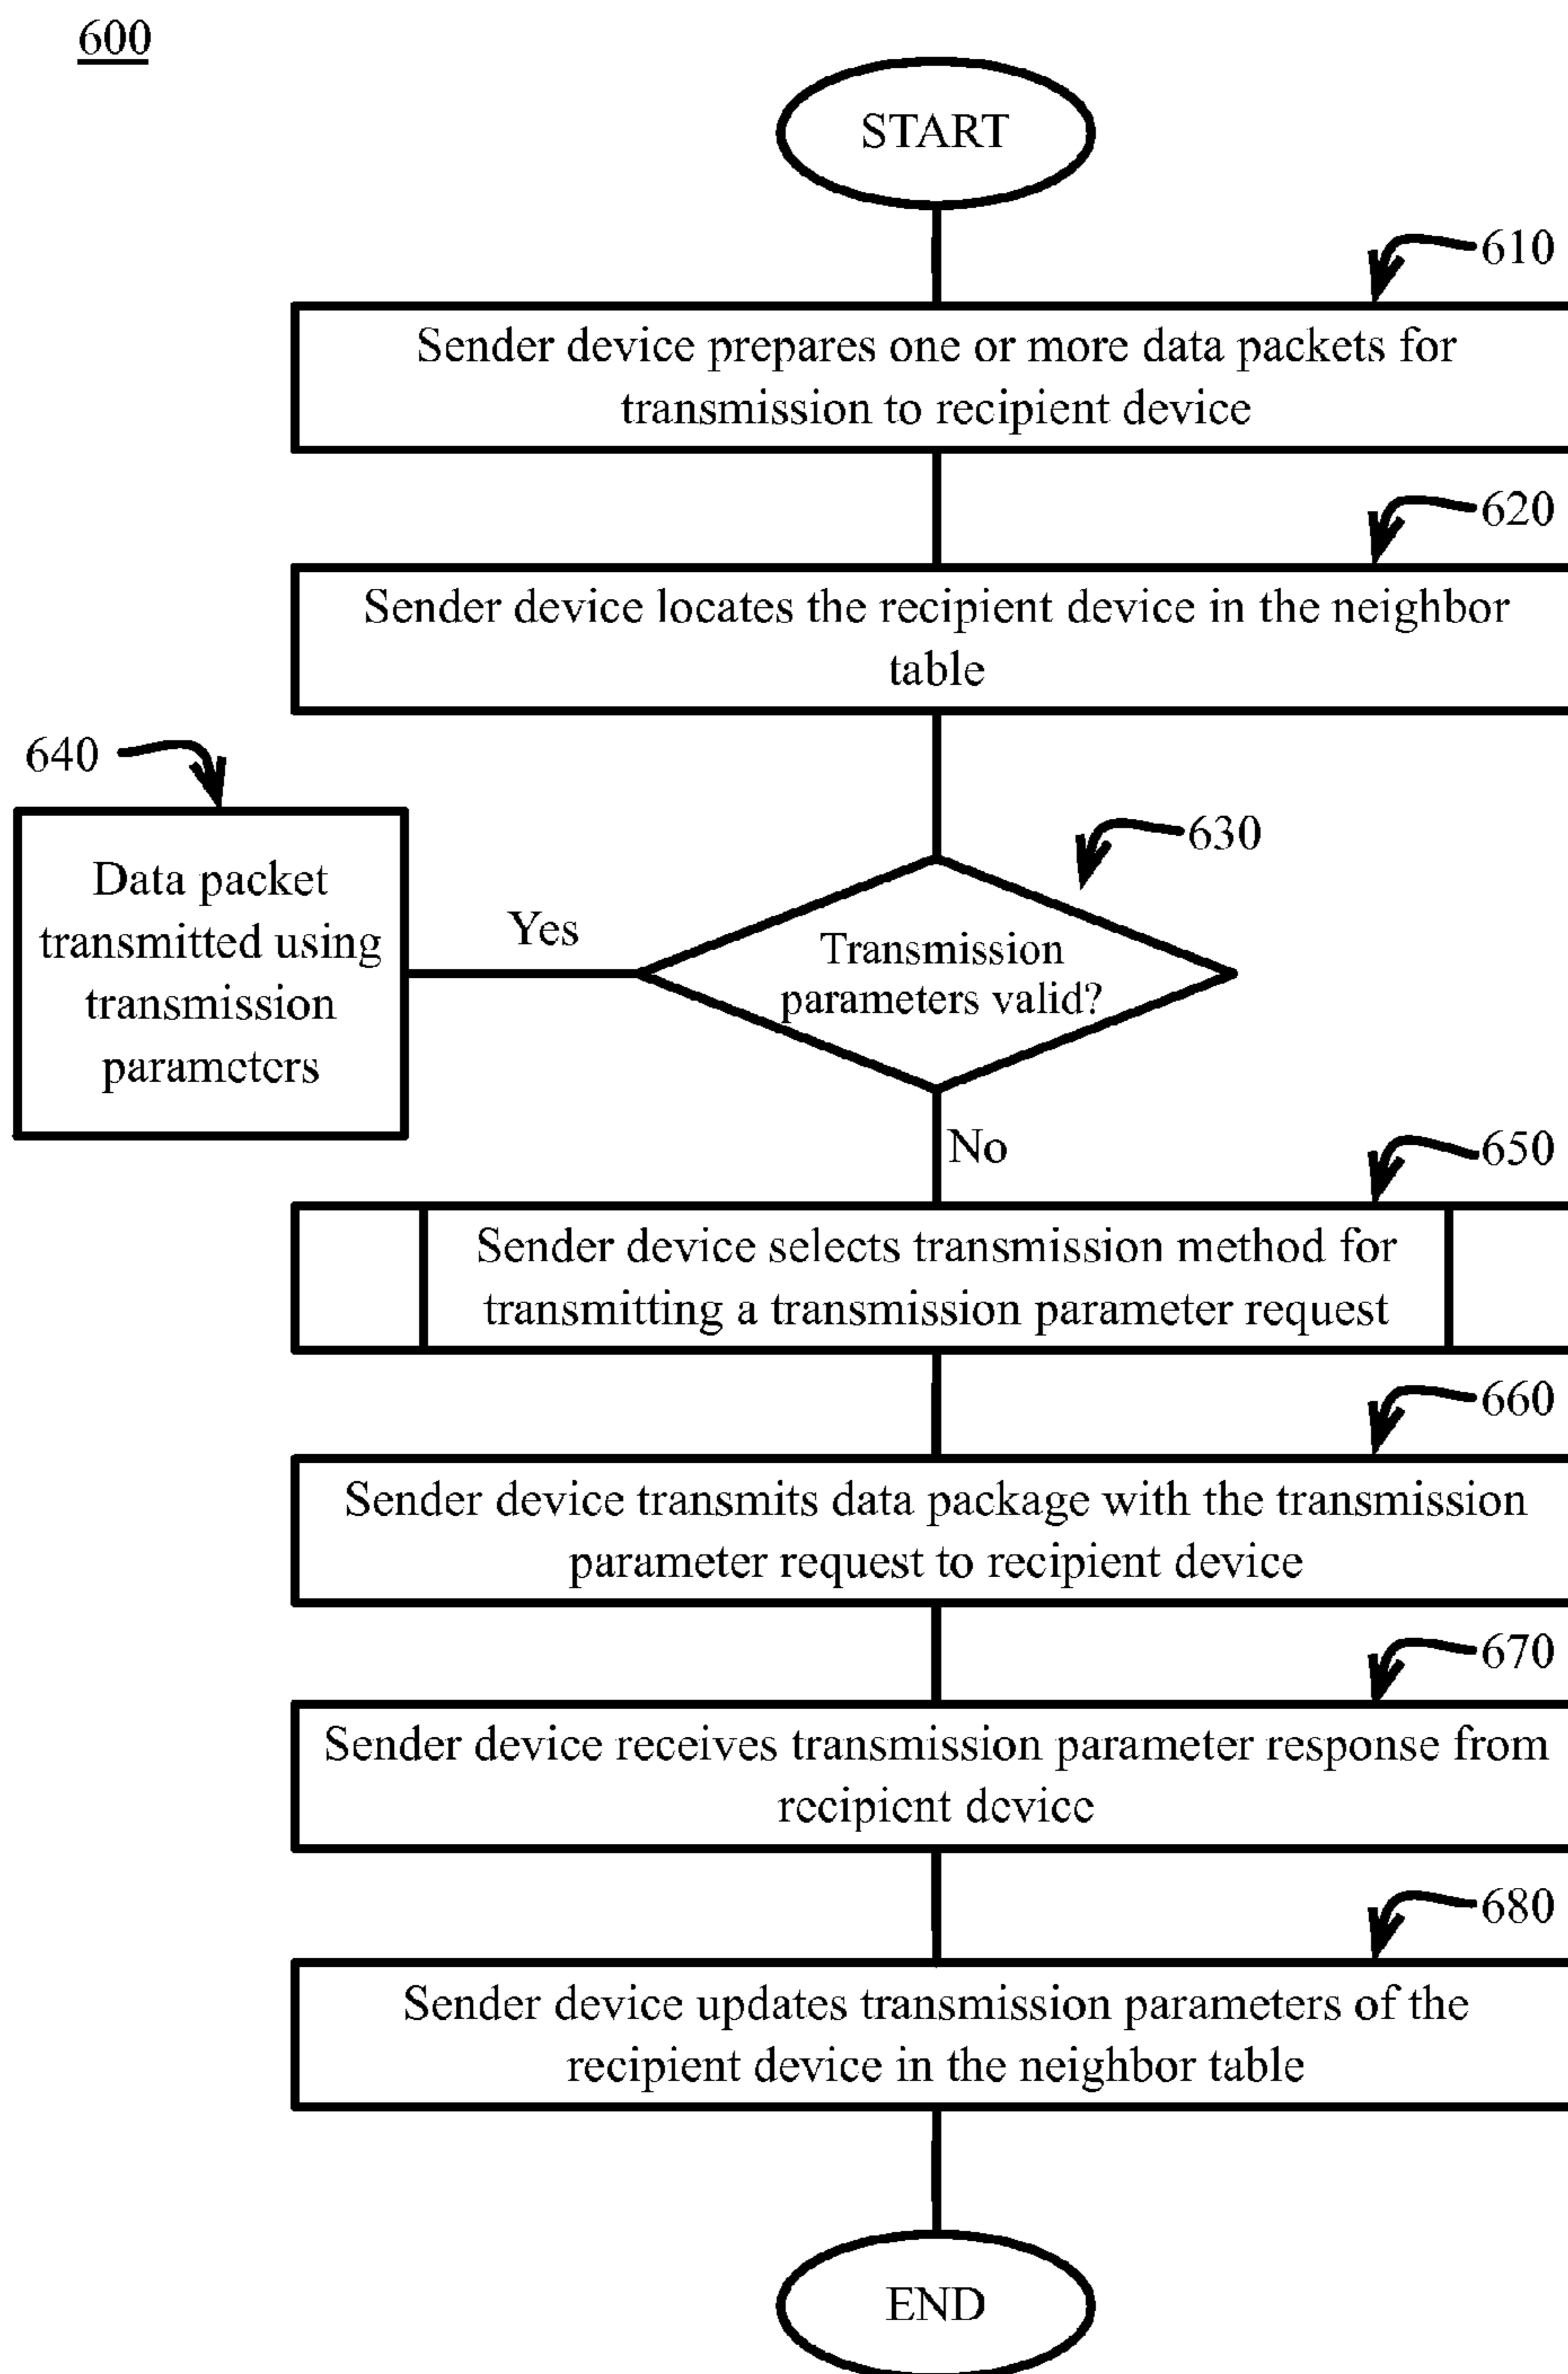 600
START
610
Sender device prepares one or more data packets for
transmission to recipient device
620
Sender device locates the recipient device in the neighbor
table
640
630
Data packet
transmitted using
transmission
parameters
Yes
Transmission
parameters valid?
No
650
Sender device selects transmission method for
transmitting a transmission parameter request
660
Sender device transmits data package with the transmission
parameter request to recipient device
670
Sender device receives transmission parameter response from
recipient device
680
Sender device updates transmission parameters of the
recipient device in the neighbor table
END